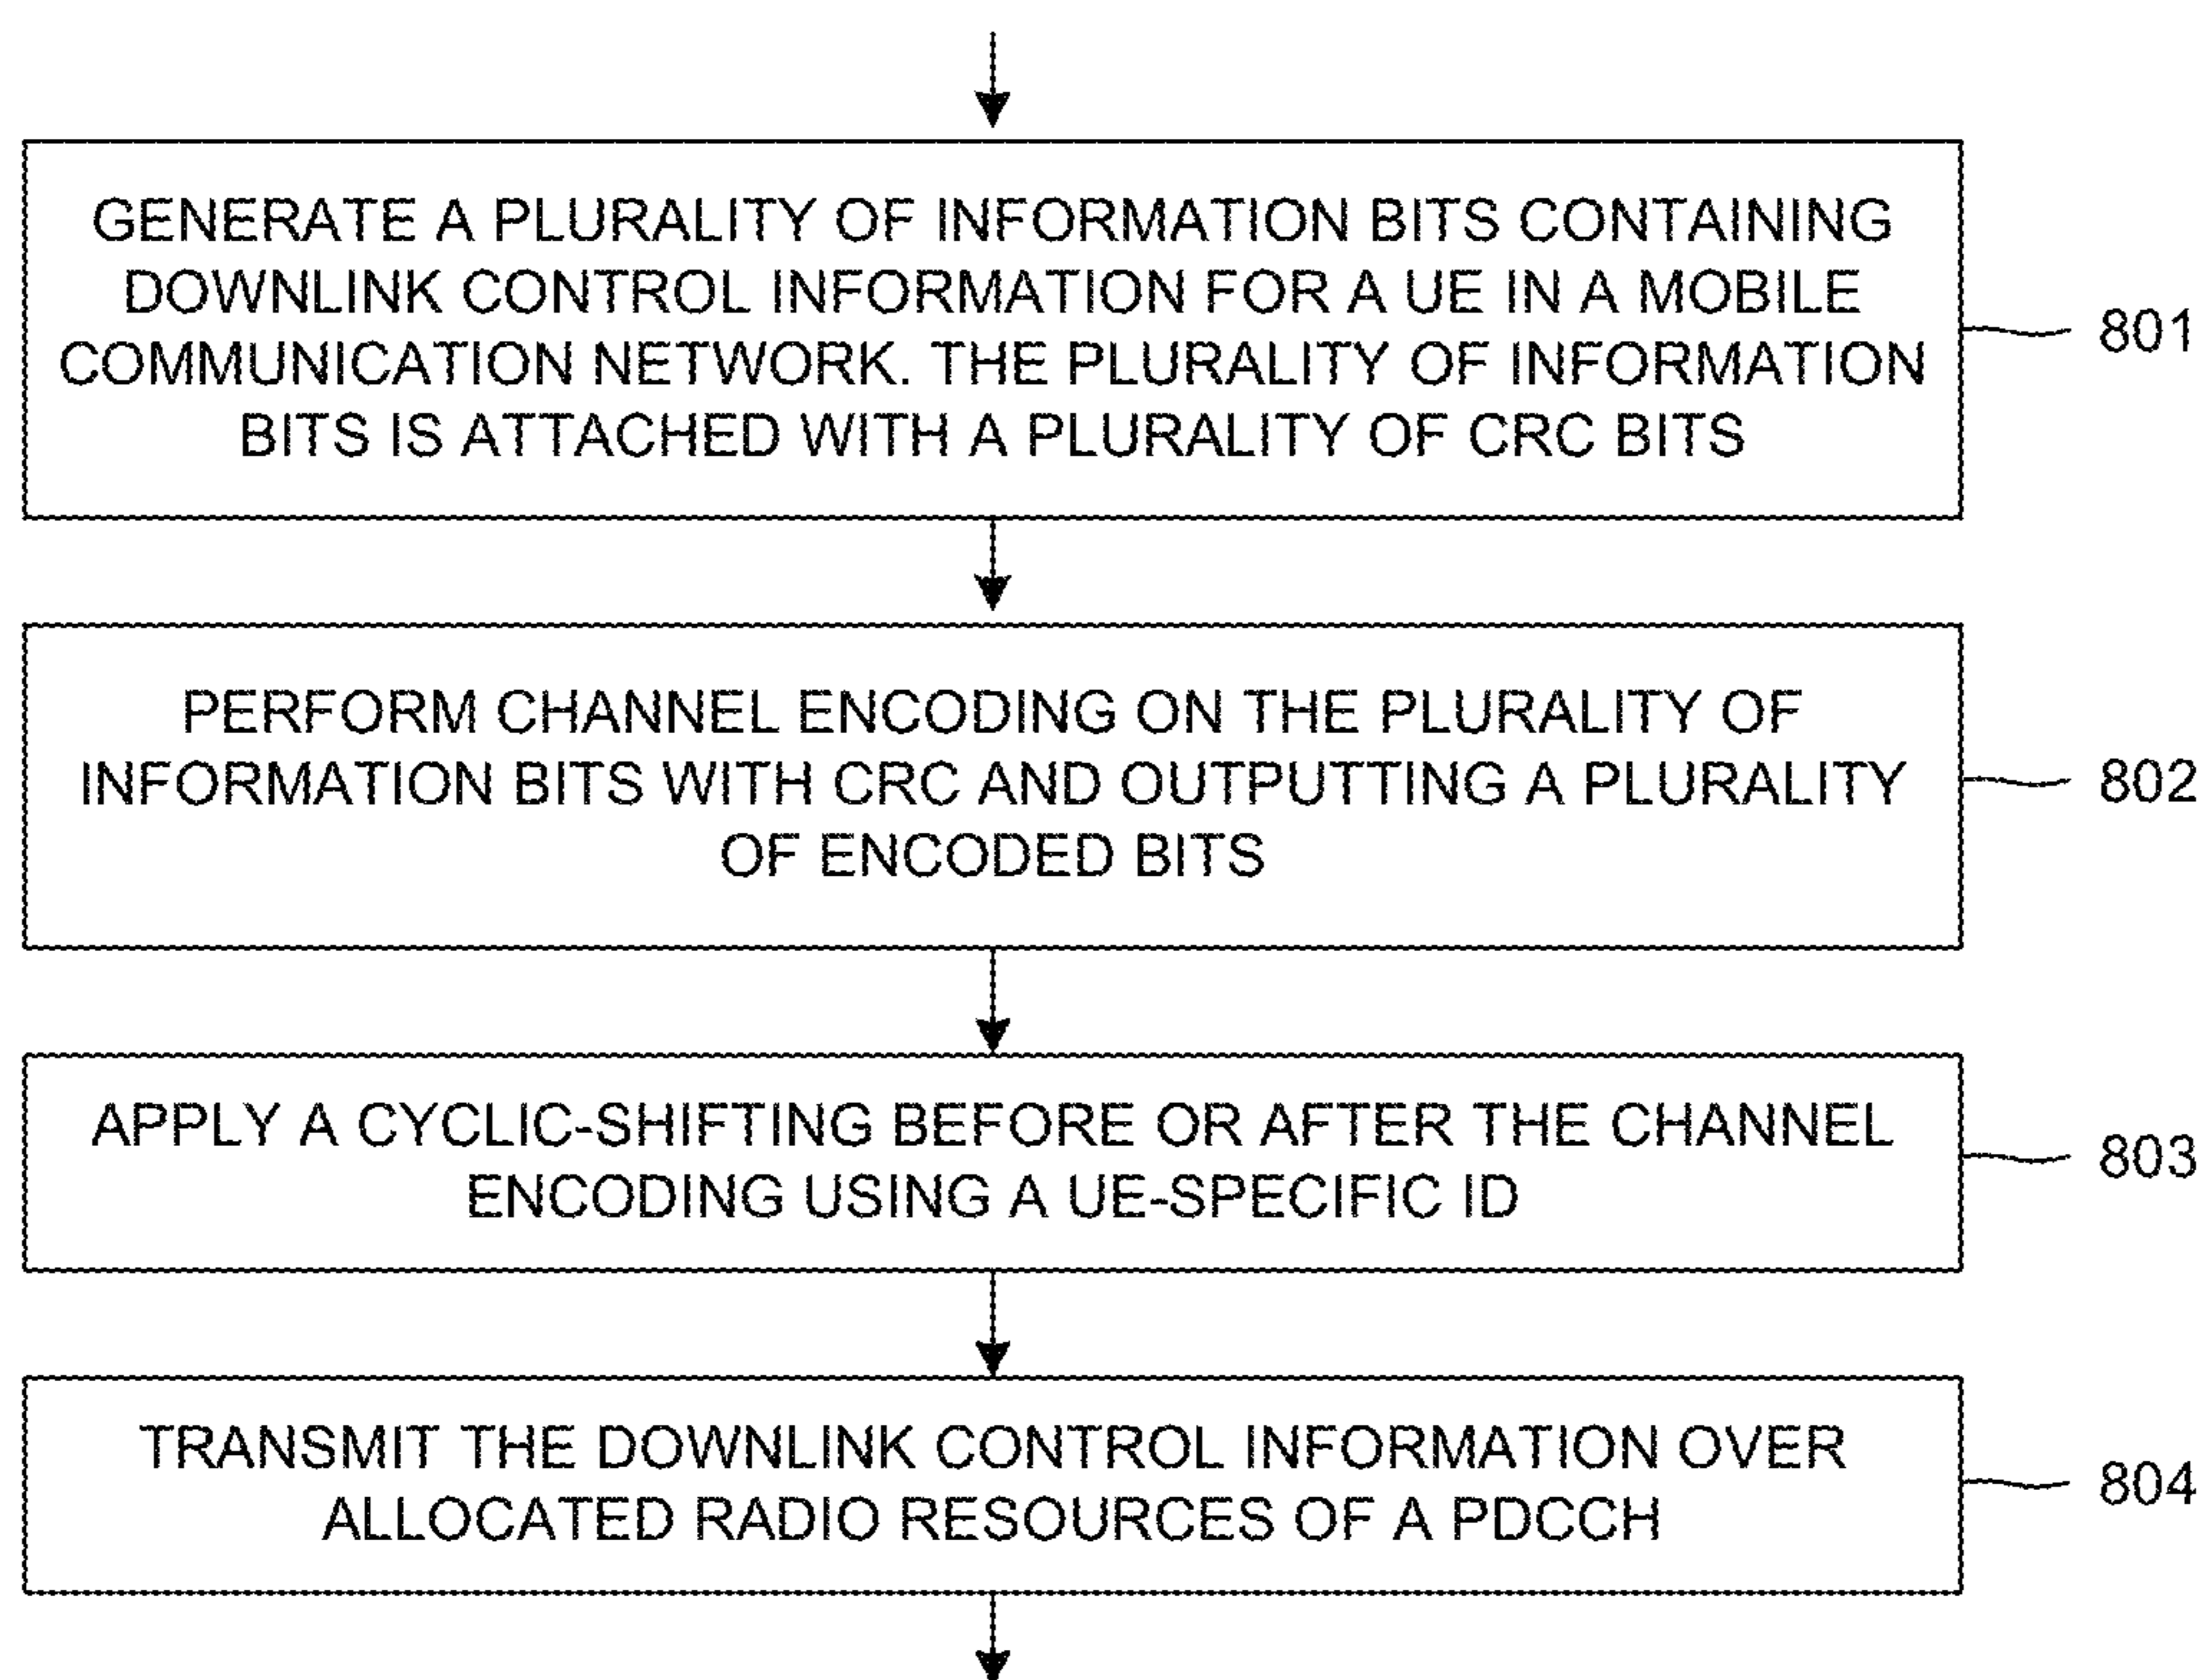 GENERATE A PLURALITY OF INFORMATION BITS CONTAINING
DOWNLINK CONTROL INFORMATION FOR A UE IN A MOBILE
COMMUNICATION NETWORK. THE PLURALITY OF INFORMATION
BITS IS ATTACHED WITH A PLURALITY OF CRC BITS
801
PERFORM CHANNEL ENCODING ON THE PLURALITY OF
INFORMATION BITS WITH CRC AND OUTPUTTING A PLURALITY
OF ENCODED BITS
802
APPLY A CYCLIC-SHIFTING BEFORE OR AFTER THE CHANNEL
ENCODING USING A UE-SPECIFIC ID
803
TRANSMIT THE DOWNLINK CONTROL INFORMATION OVER
ALLOCATED RADIO RESOURCES OF A PDCCH
804